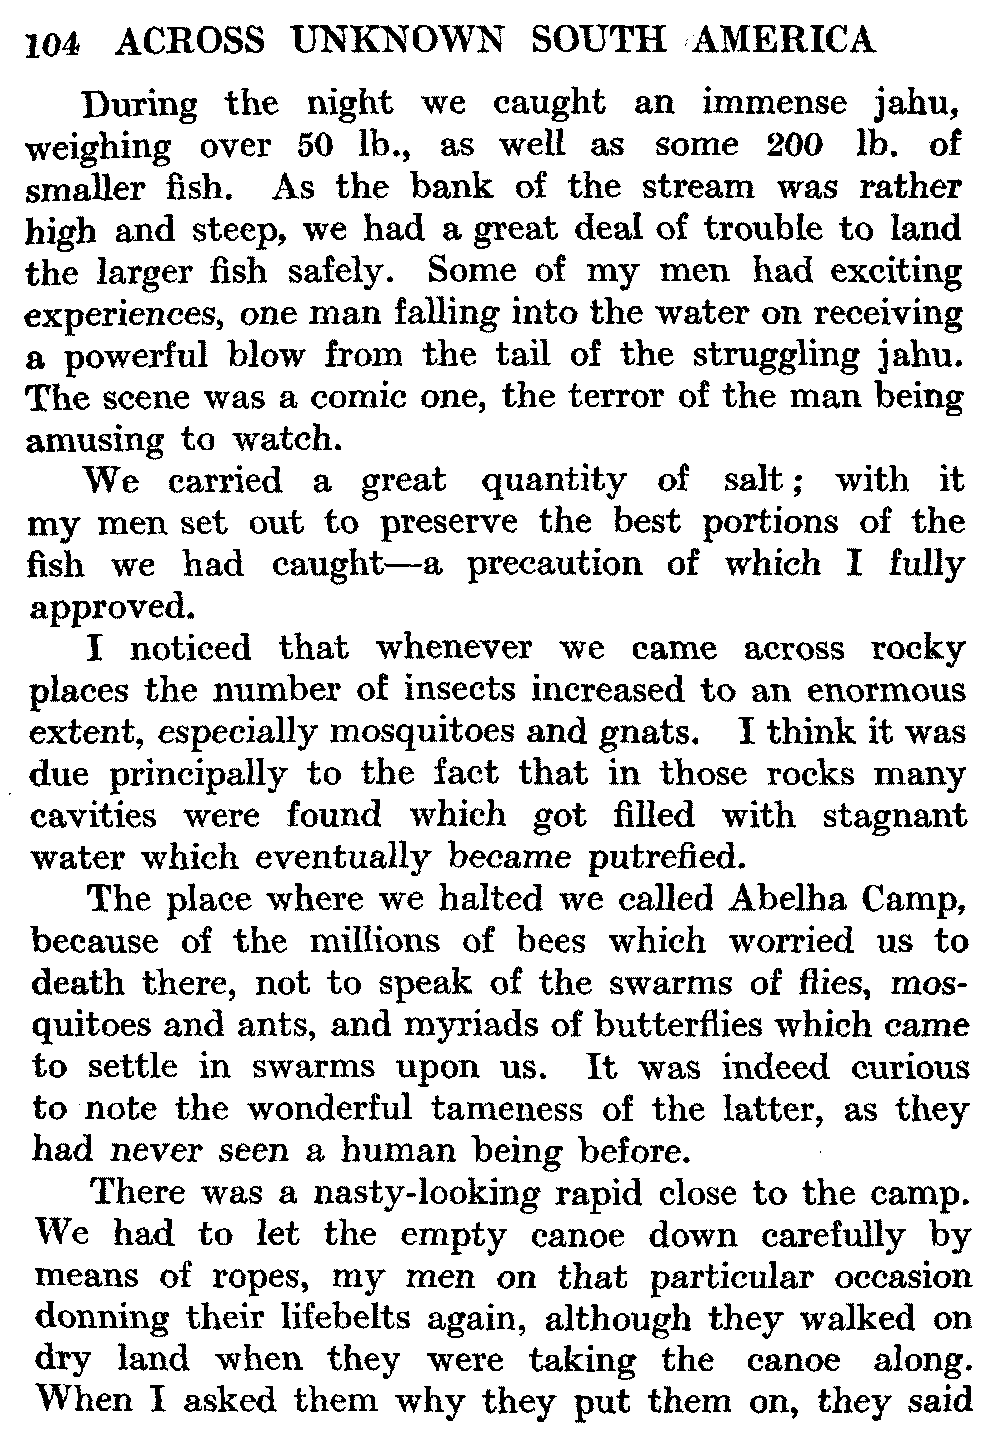 104 ACROSS UNKNOWN SOUTH AMERICA
During the night we caught an immense jahu,
weighing over 50 lb., as well as some 200 lb. of
smaller fish. As the bank of the stream was rather
high and steep, we had a great deal of trouble to land
the larger fish safely. Some of my men had exciting
experiences, one man falling into the water on receiving
a powerful blow from the tail of the struggling jahu.
The scene was a comic one, the terror of the man being
amusing to watch.
We carried a great quantity of salt; with it
my men set out to preserve the best portions of the
fish we had caught—a precaution of which I fully
approved.
I noticed that whenever we came across rocky
places the number of insects increased to an enormous
extent, especially mosquitoes and gnats. I think it was
due principally to the fact that in those rocks many
cavities were found which got filled with stagnant
water which eventually became putrefied.
The place where we halted we called Abelha Camp,
because of the millions of bees which worried us to
death there, not to speak of the swarms of flies, mos-
quitoes and ants, and myriads of butterflies which came
to settle in swarms upon us. It was indeed curious
to note the wonderful tameness of the latter, as they
had never seen a human being before.
There was a nasty-looking rapid close to the camp.
We had to let the empty canoe down carefully by
means of ropes, my men on that particular occasion
donning their lifebelts again, although they walked on
dry land when they were taking the canoe along.
When I asked them why they put them on, they said